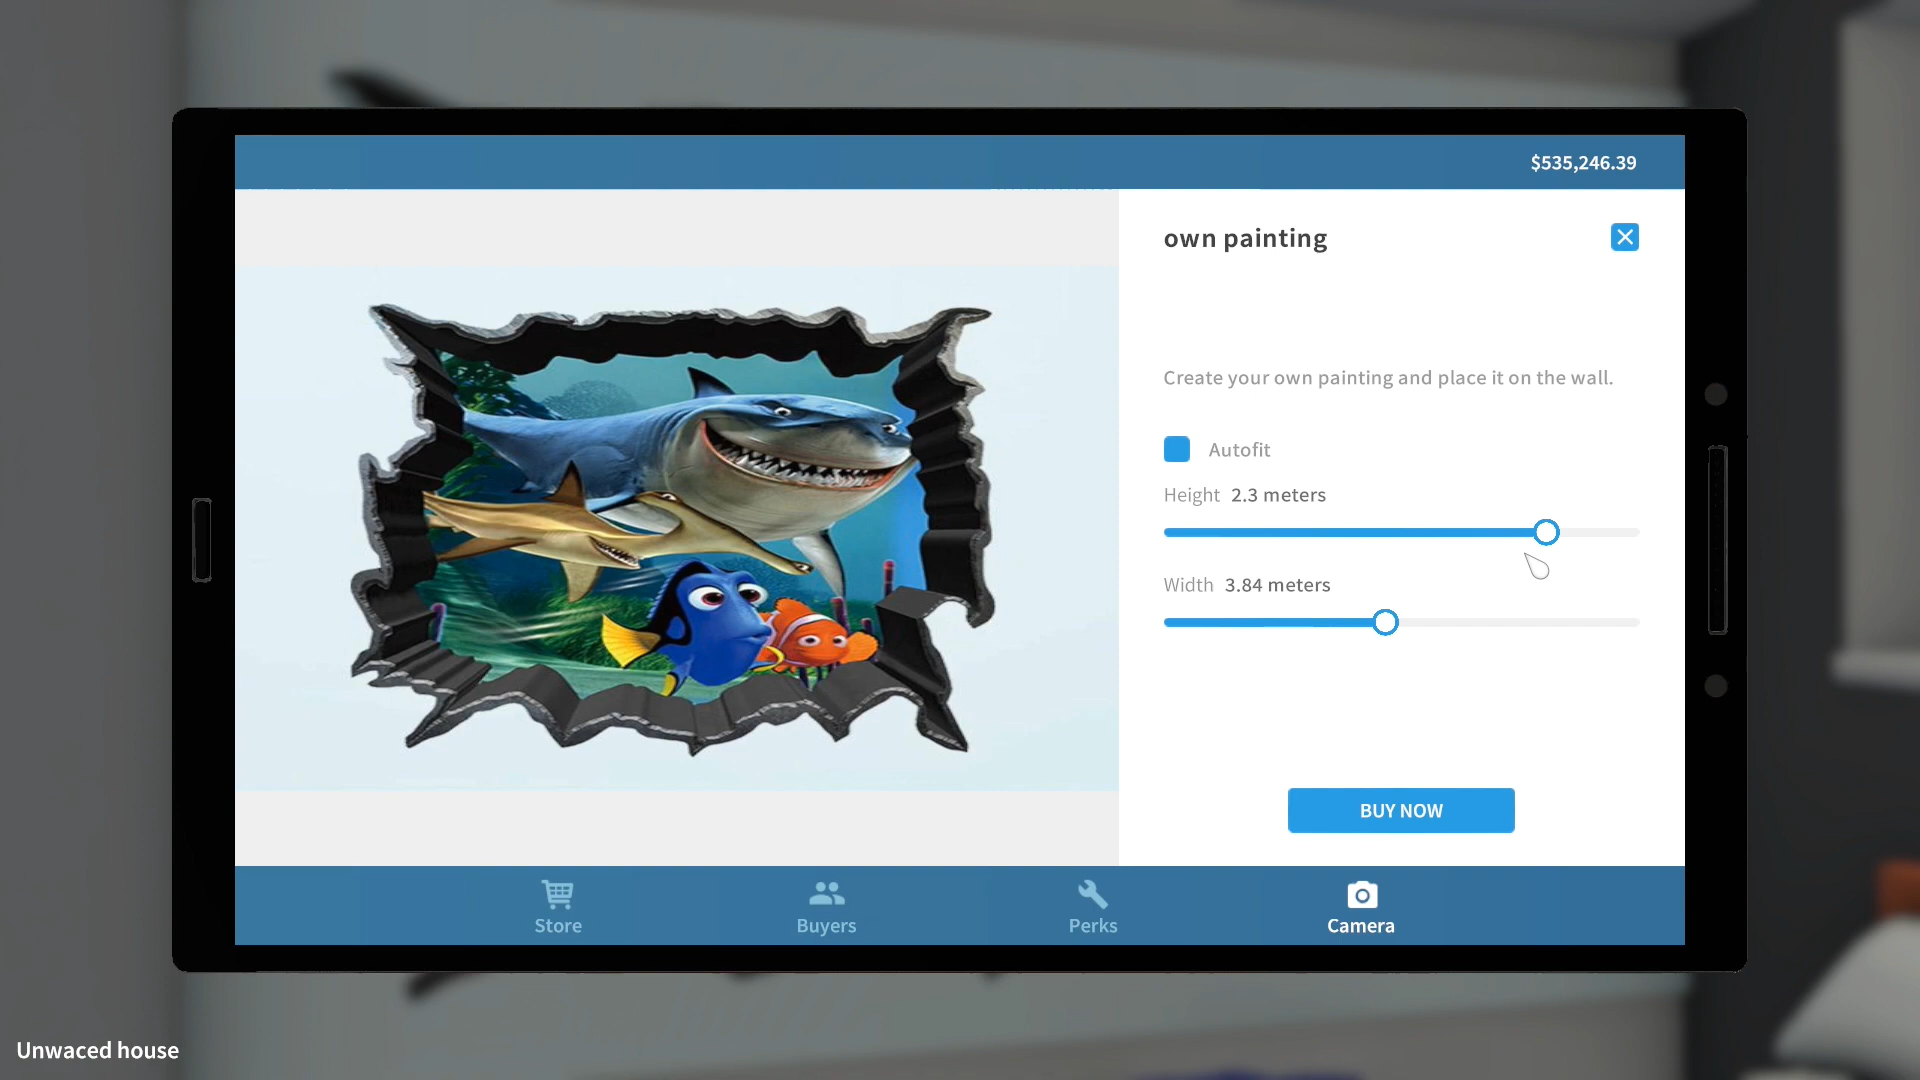 $535,246.39
own painting
Create your own painting and place it on the wall.
Autofit
Height 2.3 meters
Width 3.84 meters
BUY NOW
Store Buyers Perks Camera
Unwaced house